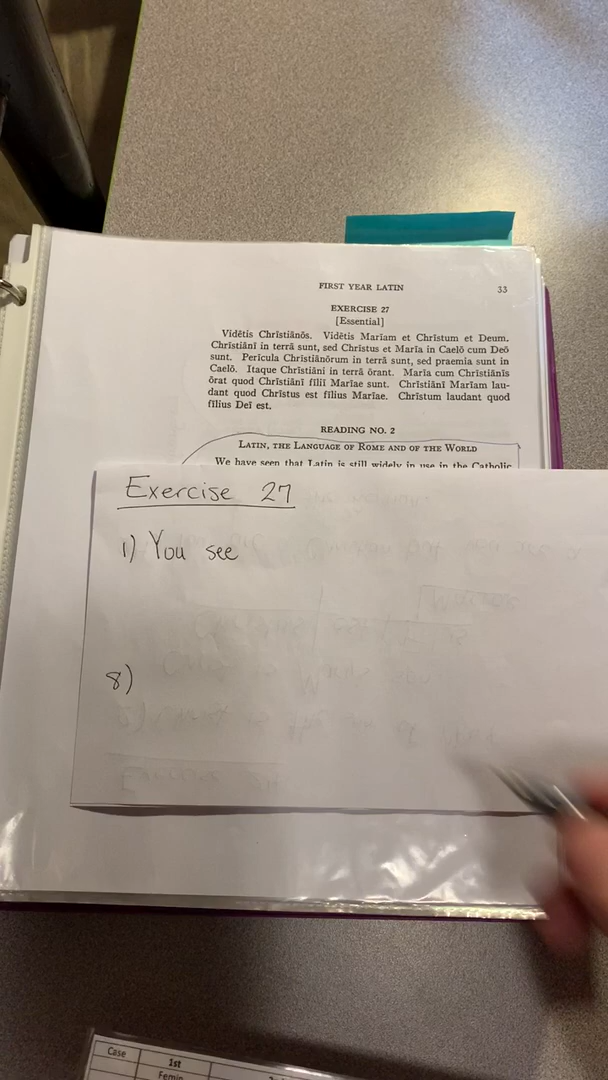 FIRST YEAR LATIN 33
EXERCISE 27
[Essential]
Vidētis Chrīstiānōs. Vidētis Marīam et Chrīstum et Deum.
Chrīstiānī in terrā sunt, sed Chrīstus et Marīa in Caelō cum Deō
sunt. Perīcula Chrīstiānōrum in terrā sunt, sed praemia sunt in
Caelō. Itaque Chrīstiānī in terrā ōrant. Marīa cum Chrīstiānīs
ōrat quod Chrīstiānī fīliī Marīae sunt. Chrīstiānī Marīam lau-
dant quod Chrīstus est fīlius Marīae. Chrīstum laudant quod
fīlius Deī est.
READING NO. 2
LATIN, THE LANGUAGE OF ROME AND OF THE WORLD
We have seen that Latin is still widely in use in the Catholic
Exercise 27
1) You see
8)
Case 1st
Femin